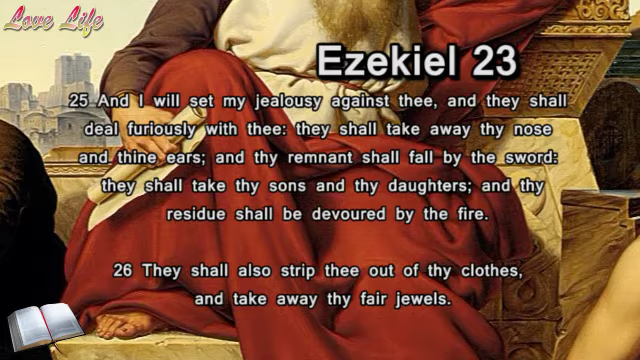 Love Life
Ezekiel 23
25 And I will set my jealousy against thee, and they shall
deal furiously with thee: they shall take away thy nose
and thine ears; and thy remnant shall fall by the sword:
they shall take thy sons and thy daughters; and thy
residue shall be devoured by the fire.
26 They shall also strip thee out of thy clothes,
and take away thy fair jewels.